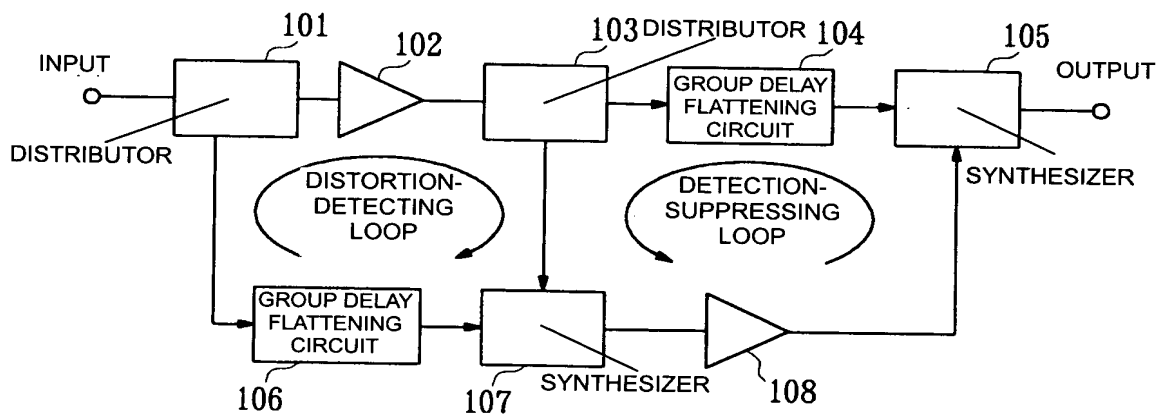 101
102
103
DISTRIBUTOR
104
105
INPUT
OUTPUT
GROUP DELAY
FLATTENING
CIRCUIT
DISTRIBUTOR
SYNTHESIZER
DISTORTION-
DETECTING
LOOP
DETECTION-
SUPPRESSING
LOOP
GROUP DELAY
FLATTENING
CIRCUIT
106
107
SYNTHESIZER
108